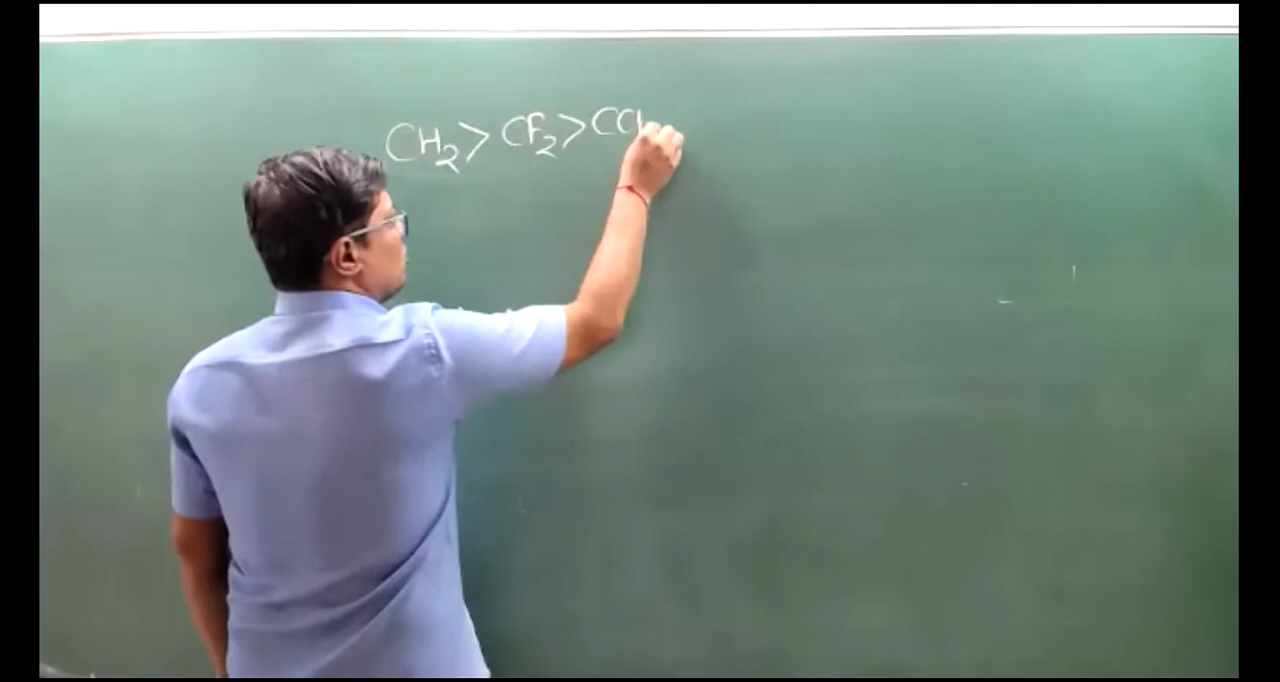 CH₂ > CF₂ > CCl